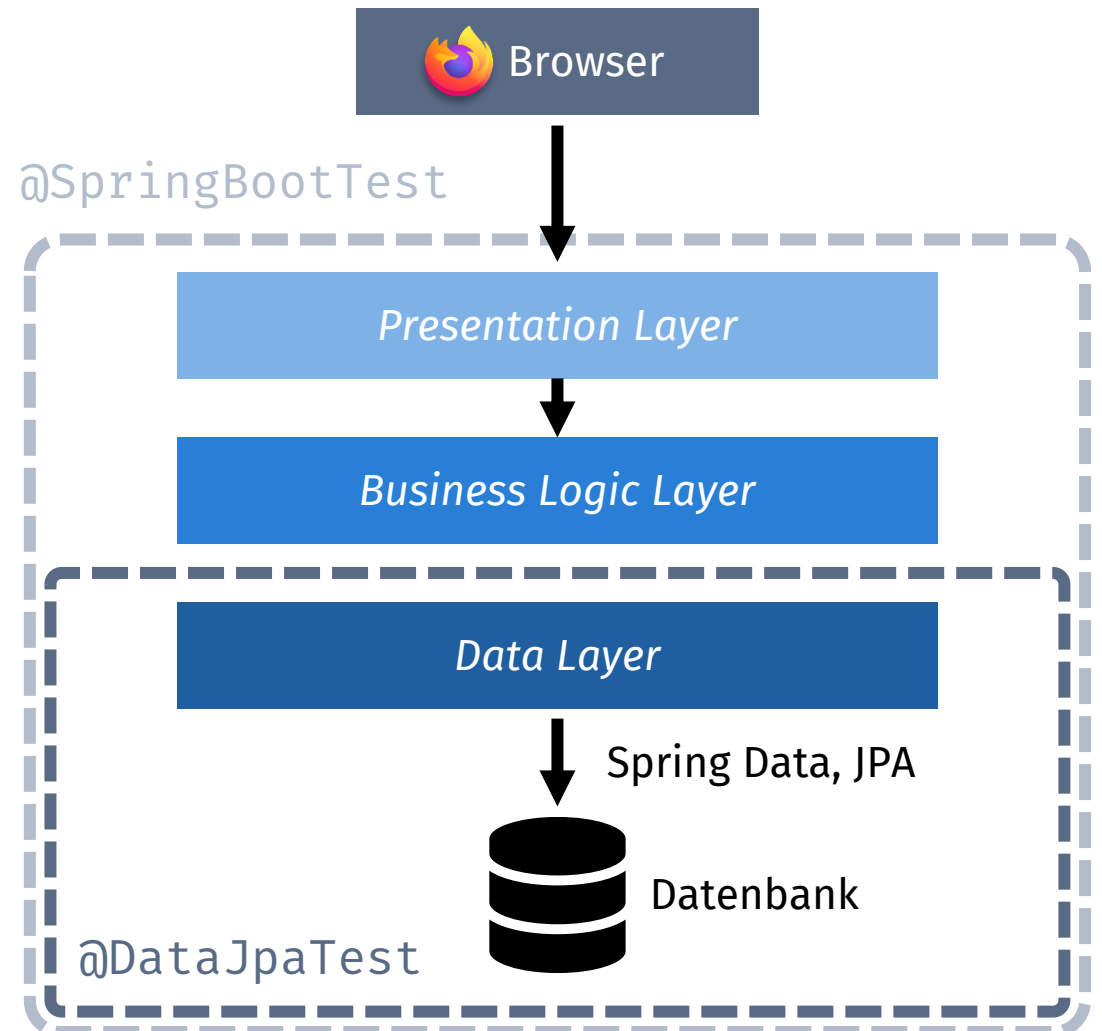 Browser
@SpringBootTest
Presentation Layer
Business Logic Layer
Data Layer
Spring Data, JPA
Datenbank
@DataJpaTest